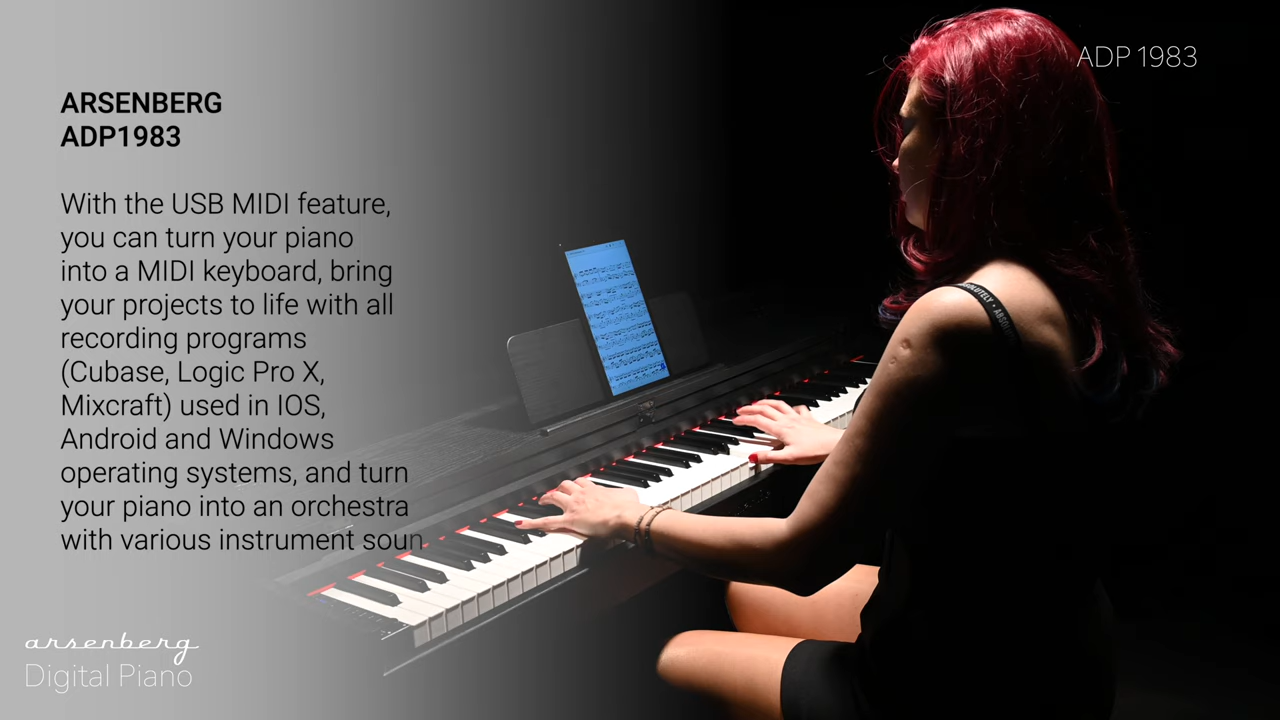 ADP 1983
ARSENBERG
ADP1983
With the USB MIDI feature,
you can turn your piano
into a MIDI keyboard, bring
your projects to life with all
recording programs
(Cubase, Logic Pro X,
Mixcraft) used in IOS,
Android and Windows
operating systems, and turn
your piano into an orchestra
with various instrument soun
ABSOLUTELY • ABSOL
arsenberg
Digital Piano